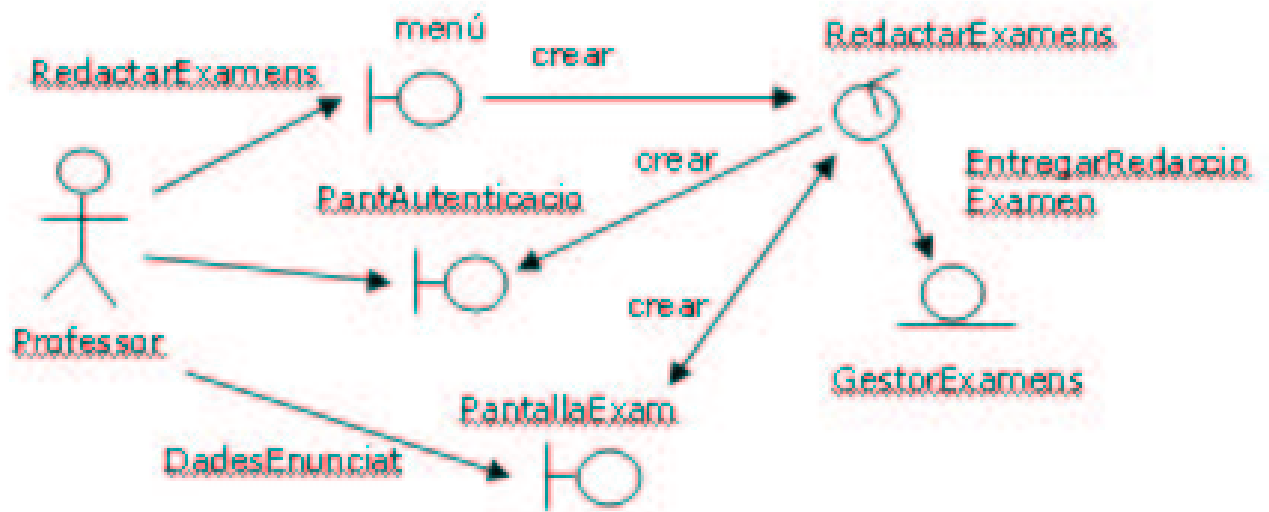 menú
RedactarExamens
crear
RedactarExamens
crear
EntregarRedaccio
Examen
PantAutenticacio
crear
Professor
GestorExamens
PantallaExam
DadesEnunciat